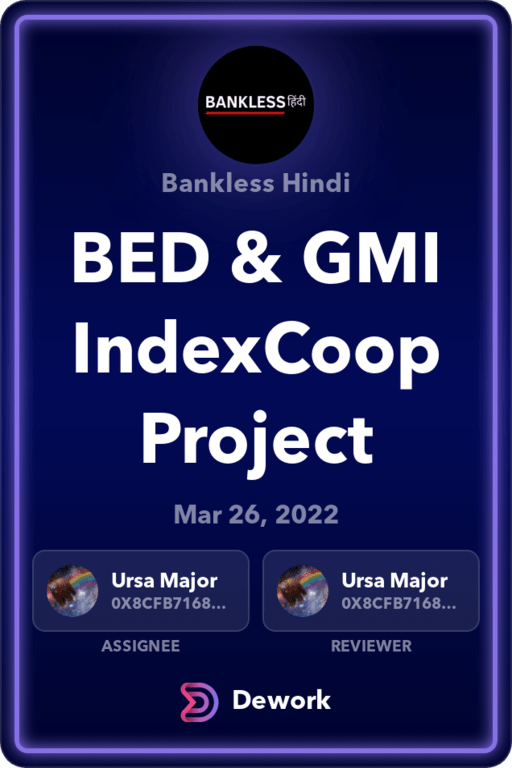 BANKLESS हिंदी
Bankless Hindi
BED & GMI
IndexCoop
Project
Mar 26, 2022
Ursa Major
0X8CFB7168...
ASSIGNEE
Ursa Major
0X8CFB7168...
REVIEWER
Dework